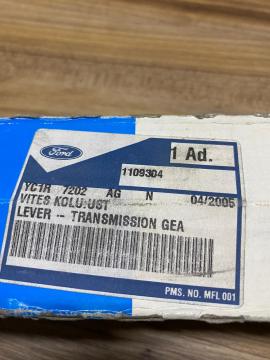 Ford
1 Ad.
1109304
YC1R 7202 AG N 04/2005
VITES KOLU:UST
LEVER -- TRANSMISSION GEA
PMS. NO. MFL 001